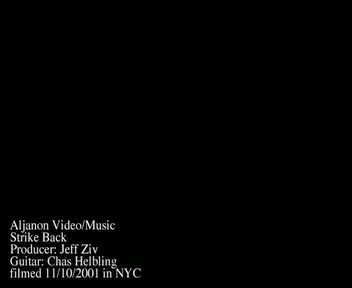 Aljanon Video/Music
Strike Back
Producer: Jeff Ziv
Guitar: Chas Helbling
filmed 11/10/2001 in NYC